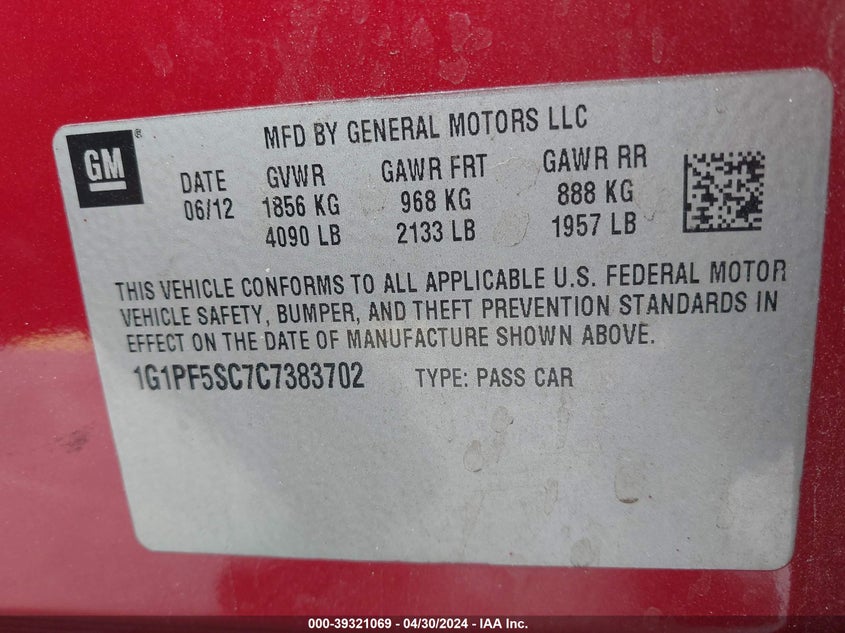 GM ® MFD BY GENERAL MOTORS LLC
DATE GVWR GAWR FRT GAWR RR
06/12 1856 KG 968 KG 888 KG
4090 LB 2133 LB 1957 LB
THIS VEHICLE CONFORMS TO ALL APPLICABLE U.S. FEDERAL MOTOR
VEHICLE SAFETY, BUMPER, AND THEFT PREVENTION STANDARDS IN
EFFECT ON THE DATE OF MANUFACTURE SHOWN ABOVE.
1G1PF5SC7C7383702 TYPE: PASS CAR
000-39321069 - 04/30/2024 - IAA Inc.